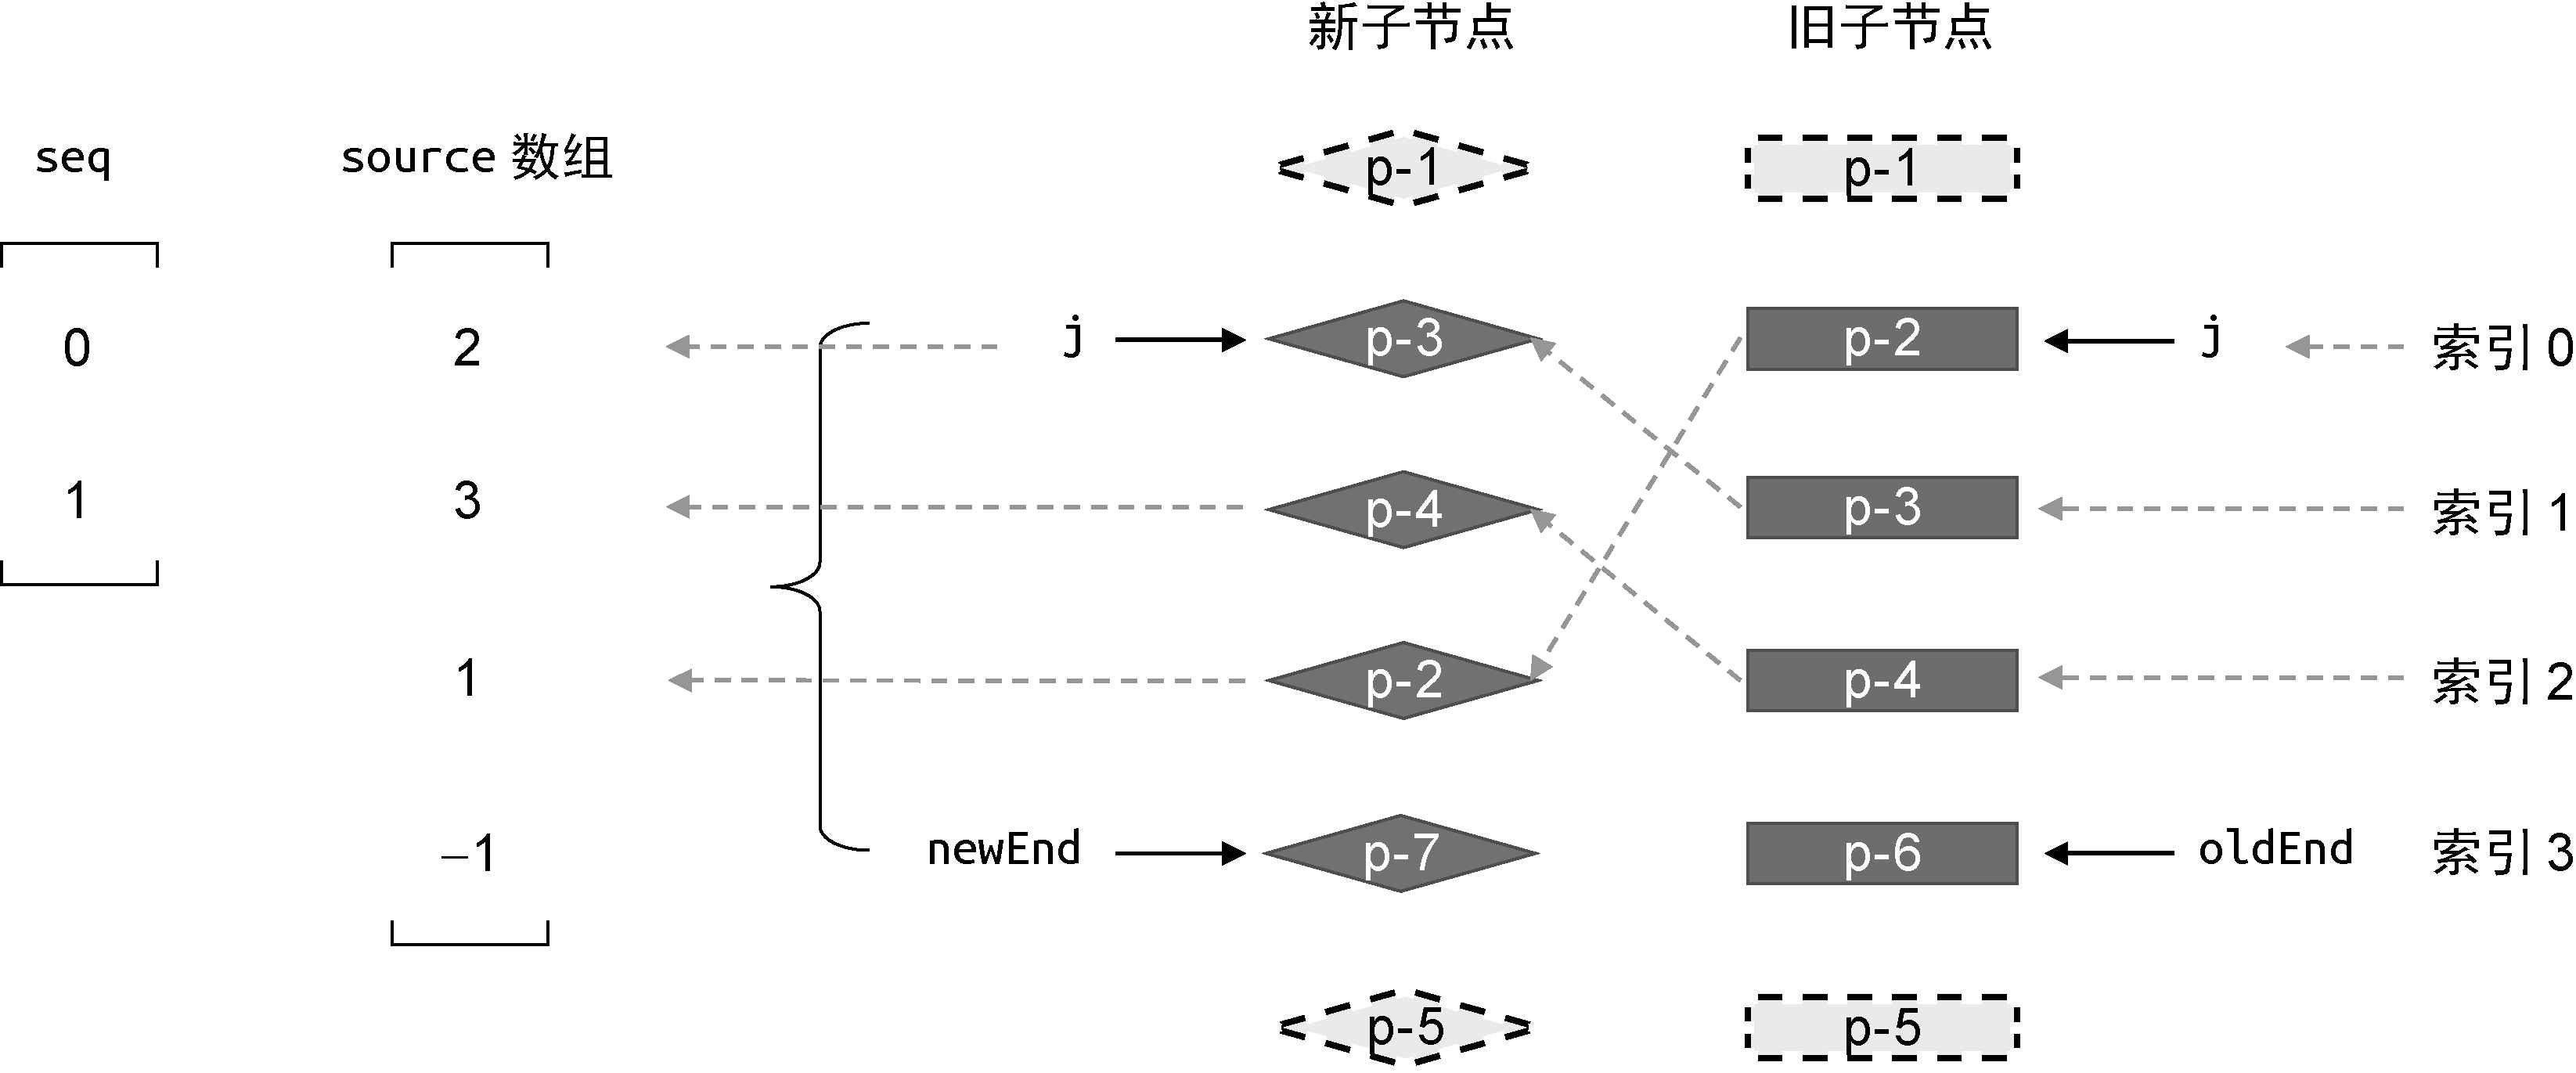 新子节点 旧子节点
seq source 数组 p-1 p-1
0 2 j p-3 p-2 j 索引 0
1 3 p-4 p-3 索引 1
1 p-2 p-4 索引 2
−1 newEnd p-7 p-6 oldEnd 索引 3
p-5 p-5